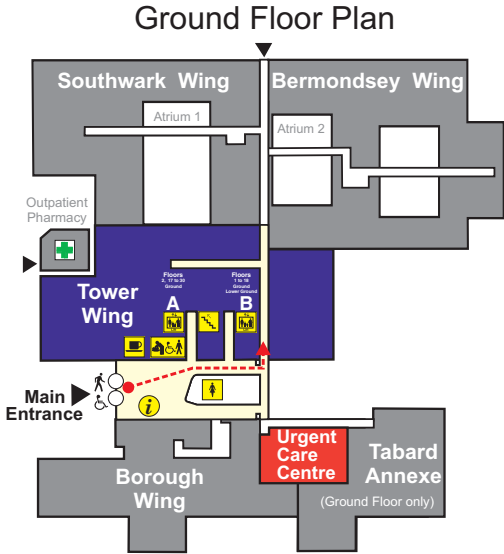 Ground Floor Plan
Southwark Wing
Bermondsey Wing
Atrium 1
Atrium 2
Outpatient
Pharmacy
Floors
2, 17 to 30
Ground
Floors
1 to 18
Ground
Lower Ground
Tower
Wing
A
B
Main
Entrance
i
Urgent
Care
Centre
Borough
Wing
Tabard
Annexe
(Ground Floor only)